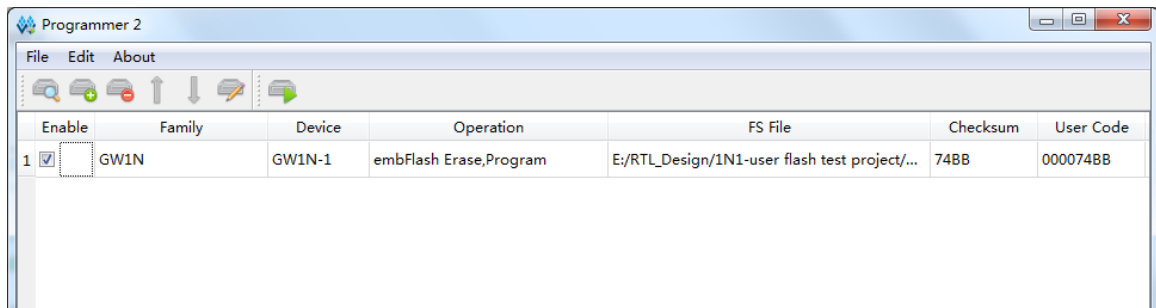 Programmer 2
File Edit About
Enable Family Device Operation FS File Checksum User Code
1 GW1N GW1N-1 embFlash Erase,Program E:/RTL_Design/1N1-user flash test project/... 74BB 000074BB